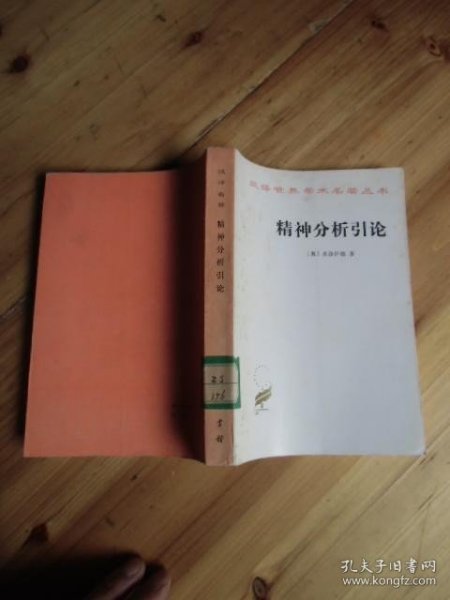 汉译世界学术名著丛书
精神分析引论
〔奥〕弗洛伊德 著
汉译名著
精神分析引论
孔夫子旧书网
www.kongfz.com